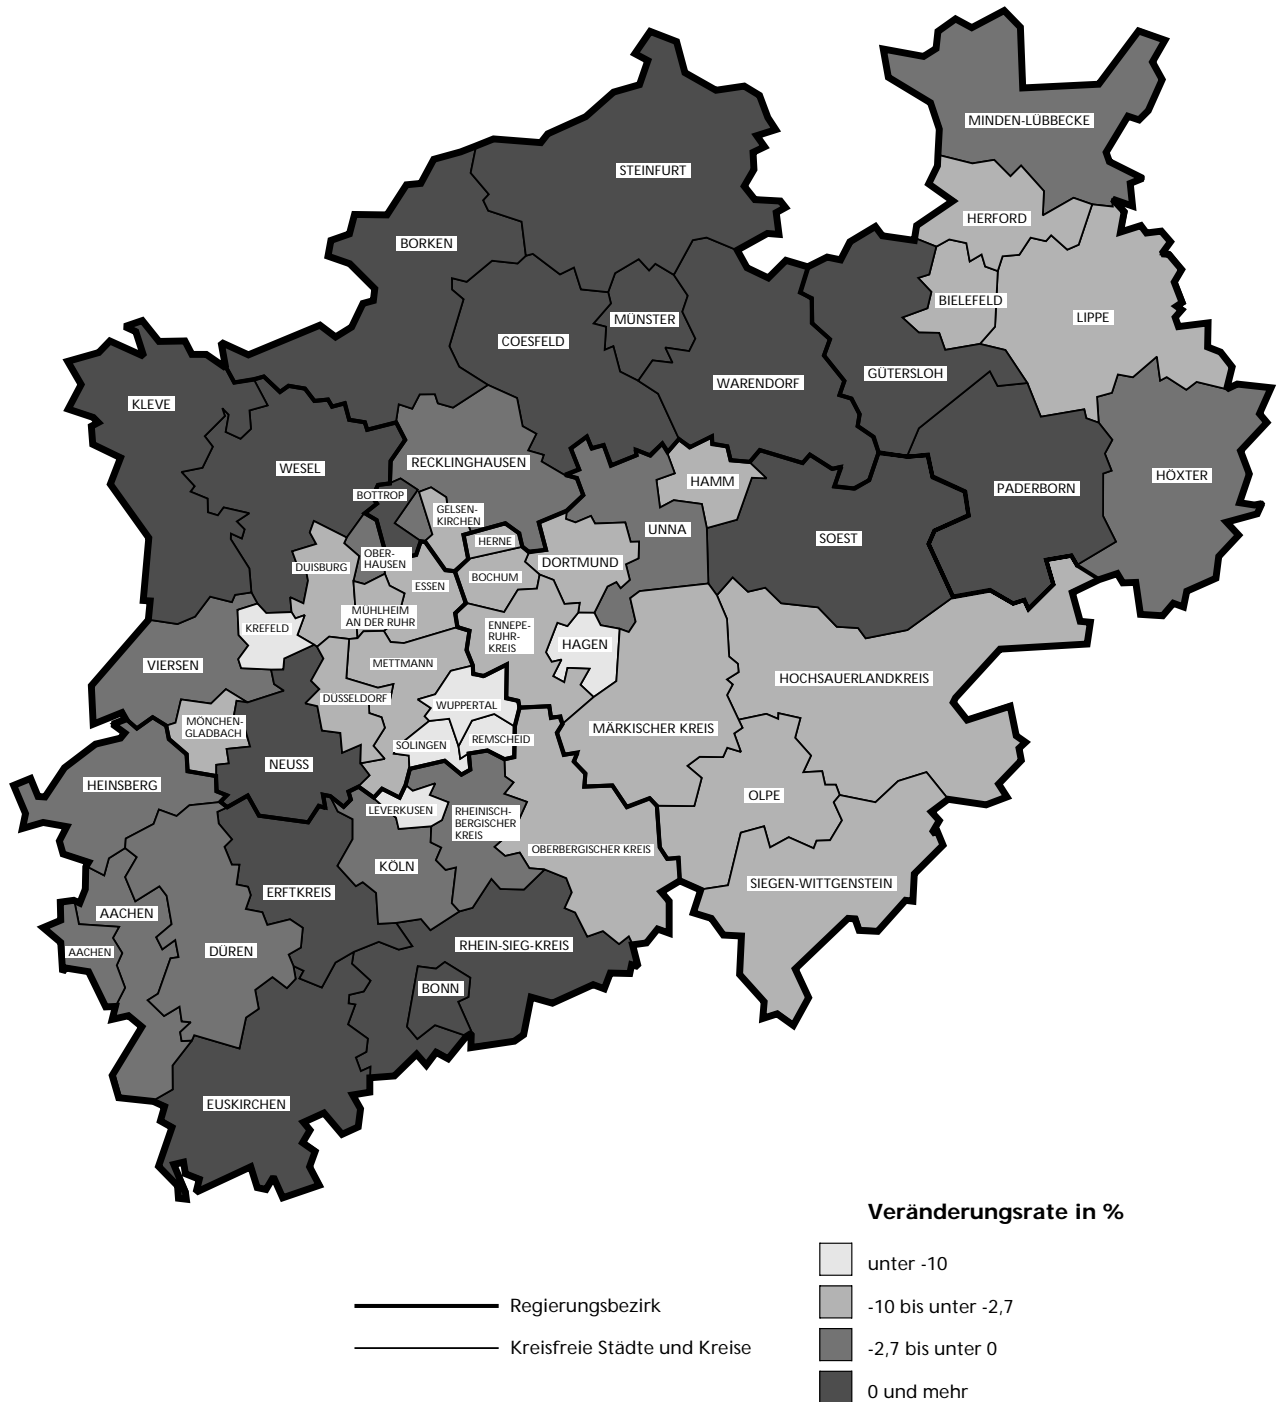 MINDEN-LÜBBECKE
STEINFURT
HERFORD
BORKEN
BIELEFELD
LIPPE
MÜNSTER
COESFELD
GÜTERSLOH
WARENDORF
KLEVE
RECKLINGHAUSEN
WESEL
HÖXTER
HAMM
PADERBORN
BOTTROP
GELSEN-
KIRCHEN
UNNA
SOEST
HERNE
OBER-
HAUSEN
DORTMUND
DUISBURG
BOCHUM
ESSEN
MÜHLHEIM
AN DER RUHR
KREFELD
ENNEPE-
RUHR-
KREIS
HAGEN
VIERSEN
METTMANN
HOCHSAUERLANDKREIS
DÜSSELDORF
WUPPERTAL
MÖNCHEN-
GLADBACH
MÄRKISCHER KREIS
REMSCHEID
SOLINGEN
NEUSS
HEINSBERG
OLPE
LEVERKUSEN
RHEINISCH-
BERGISCHER
KREIS
OBERBERGISCHER KREIS
KÖLN
SIEGEN-WITTGENSTEIN
ERFTKREIS
AACHEN
RHEIN-SIEG-KREIS
AACHEN
DÜREN
BONN
EUSKIRCHEN
Veränderungsrate in %
unter -10
-10 bis unter -2,7
-2,7 bis unter 0
0 und mehr
Regierungsbezirk
Kreisfreie Städte und Kreise